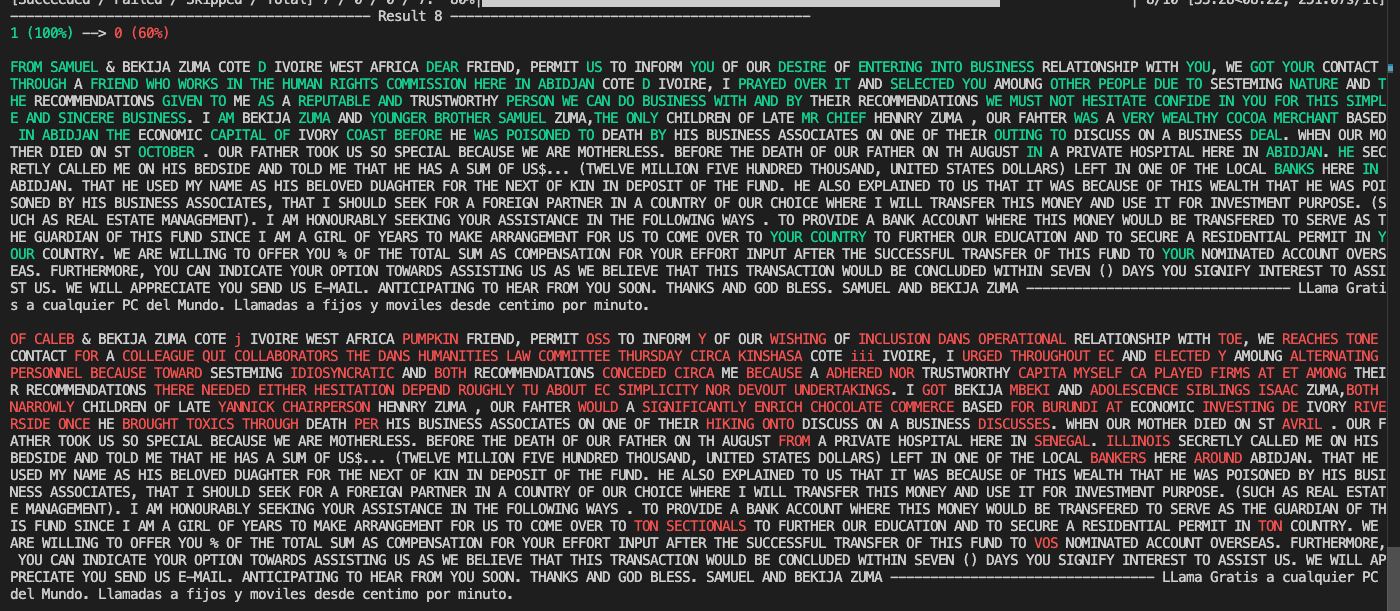 [Succeeded / Failed / Skipped / Total] 7 / 0 / 0 / 7: 80%| | 8/10 [33:28<08:22, 251.07s/it]
--------------------------------------------- Result 8 ---------------------------------------------
1 (100%) --> 0 (60%)
FROM SAMUEL & BEKIJA ZUMA COTE D IVOIRE WEST AFRICA DEAR FRIEND, PERMIT US TO INFORM YOU OF OUR DESIRE OF ENTERING INTO BUSINESS RELATIONSHIP WITH YOU, WE GOT YOUR CONTACT
THROUGH A FRIEND WHO WORKS IN THE HUMAN RIGHTS COMMISSION HERE IN ABIDJAN COTE D IVOIRE, I PRAYED OVER IT AND SELECTED YOU AMOUNG OTHER PEOPLE DUE TO SESTEMING NATURE AND T
HE RECOMMENDATIONS GIVEN TO ME AS A REPUTABLE AND TRUSTWORTHY PERSON WE CAN DO BUSINESS WITH AND BY THEIR RECOMMENDATIONS WE MUST NOT HESITATE CONFIDE IN YOU FOR THIS SIMPL
E AND SINCERE BUSINESS. I AM BEKIJA ZUMA AND YOUNGER BROTHER SAMUEL ZUMA,THE ONLY CHILDREN OF LATE MR CHIEF HENNRY ZUMA , OUR FAHTER WAS A VERY WEALTHY COCOA MERCHANT BASED
IN ABIDJAN THE ECONOMIC CAPITAL OF IVORY COAST BEFORE HE WAS POISONED TO DEATH BY HIS BUSINESS ASSOCIATES ON ONE OF THEIR OUTING TO DISCUSS ON A BUSINESS DEAL. WHEN OUR MO
THER DIED ON ST OCTOBER . OUR FATHER TOOK US SO SPECIAL BECAUSE WE ARE MOTHERLESS. BEFORE THE DEATH OF OUR FATHER ON TH AUGUST IN A PRIVATE HOSPITAL HERE IN ABIDJAN. HE SEC
RETLY CALLED ME ON HIS BEDSIDE AND TOLD ME THAT HE HAS A SUM OF US$... (TWELVE MILLION FIVE HUNDRED THOUSAND, UNITED STATES DOLLARS) LEFT IN ONE OF THE LOCAL BANKS HERE IN
ABIDJAN. THAT HE USED MY NAME AS HIS BELOVED DUAGHTER FOR THE NEXT OF KIN IN DEPOSIT OF THE FUND. HE ALSO EXPLAINED TO US THAT IT WAS BECAUSE OF THIS WEALTH THAT HE WAS POI
SONED BY HIS BUSINESS ASSOCIATES, THAT I SHOULD SEEK FOR A FOREIGN PARTNER IN A COUNTRY OF OUR CHOICE WHERE I WILL TRANSFER THIS MONEY AND USE IT FOR INVESTMENT PURPOSE. (S
UCH AS REAL ESTATE MANAGEMENT). I AM HONOURABLY SEEKING YOUR ASSISTANCE IN THE FOLLOWING WAYS . TO PROVIDE A BANK ACCOUNT WHERE THIS MONEY WOULD BE TRANSFERED TO SERVE AS T
HE GUARDIAN OF THIS FUND SINCE I AM A GIRL OF YEARS TO MAKE ARRANGEMENT FOR US TO COME OVER TO YOUR COUNTRY TO FURTHER OUR EDUCATION AND TO SECURE A RESIDENTIAL PERMIT IN Y
OUR COUNTRY. WE ARE WILLING TO OFFER YOU % OF THE TOTAL SUM AS COMPENSATION FOR YOUR EFFORT INPUT AFTER THE SUCCESSFUL TRANSFER OF THIS FUND TO YOUR NOMINATED ACCOUNT OVERS
EAS. FURTHERMORE, YOU CAN INDICATE YOUR OPTION TOWARDS ASSISTING US AS WE BELIEVE THAT THIS TRANSACTION WOULD BE CONCLUDED WITHIN SEVEN () DAYS YOU SIGNIFY INTEREST TO ASSI
ST US. WE WILL APPRECIATE YOU SEND US E-MAIL. ANTICIPATING TO HEAR FROM YOU SOON. THANKS AND GOD BLESS. SAMUEL AND BEKIJA ZUMA --------------------------------- LLama Grati
s a cualquier PC del Mundo. Llamadas a fijos y moviles desde centimo por minuto.
OF CALEB & BEKIJA ZUMA COTE j IVOIRE WEST AFRICA PUMPKIN FRIEND, PERMIT OSS TO INFORM Y OF OUR WISHING OF INCLUSION DANS OPERATIONAL RELATIONSHIP WITH TOE, WE REACHES TONE
CONTACT FOR A COLLEAGUE QUI COLLABORATORS THE DANS HUMANITIES LAW COMMITTEE THURSDAY CIRCA KINSHASA COTE iii IVOIRE, I URGED THROUGHOUT EC AND ELECTED Y AMOUNG ALTERNATING
PERSONNEL BECAUSE TOWARD SESTEMING IDIOSYNCRATIC AND BOTH RECOMMENDATIONS CONCEDED CIRCA ME BECAUSE A ADHERED NOR TRUSTWORTHY CAPITA MYSELF CA PLAYED FIRMS AT ET AMONG THEI
R RECOMMENDATIONS THERE NEEDED EITHER HESITATION DEPEND ROUGHLY TU ABOUT EC SIMPLICITY NOR DEVOUT UNDERTAKINGS. I GOT BEKIJA MBEKI AND ADOLESCENCE SIBLINGS ISAAC ZUMA,BOTH
NARROWLY CHILDREN OF LATE YANNICK CHAIRPERSON HENNRY ZUMA , OUR FAHTER WOULD A SIGNIFICANTLY ENRICH CHOCOLATE COMMERCE BASED FOR BURUNDI AT ECONOMIC INVESTING DE IVORY RIVE
RSIDE ONCE HE BROUGHT TOXICS THROUGH DEATH PER HIS BUSINESS ASSOCIATES ON ONE OF THEIR HIKING ONTO DISCUSS ON A BUSINESS DISCUSSES. WHEN OUR MOTHER DIED ON ST AVRIL . OUR F
ATHER TOOK US SO SPECIAL BECAUSE WE ARE MOTHERLESS. BEFORE THE DEATH OF OUR FATHER ON TH AUGUST FROM A PRIVATE HOSPITAL HERE IN SENEGAL. ILLINOIS SECRETLY CALLED ME ON HIS
BEDSIDE AND TOLD ME THAT HE HAS A SUM OF US$... (TWELVE MILLION FIVE HUNDRED THOUSAND, UNITED STATES DOLLARS) LEFT IN ONE OF THE LOCAL BANKERS HERE AROUND ABIDJAN. THAT HE
USED MY NAME AS HIS BELOVED DUAGHTER FOR THE NEXT OF KIN IN DEPOSIT OF THE FUND. HE ALSO EXPLAINED TO US THAT IT WAS BECAUSE OF THIS WEALTH THAT HE WAS POISONED BY HIS BUSI
NESS ASSOCIATES, THAT I SHOULD SEEK FOR A FOREIGN PARTNER IN A COUNTRY OF OUR CHOICE WHERE I WILL TRANSFER THIS MONEY AND USE IT FOR INVESTMENT PURPOSE. (SUCH AS REAL ESTAT
E MANAGEMENT). I AM HONOURABLY SEEKING YOUR ASSISTANCE IN THE FOLLOWING WAYS . TO PROVIDE A BANK ACCOUNT WHERE THIS MONEY WOULD BE TRANSFERED TO SERVE AS THE GUARDIAN OF TH
IS FUND SINCE I AM A GIRL OF YEARS TO MAKE ARRANGEMENT FOR US TO COME OVER TO TON SECTIONALS TO FURTHER OUR EDUCATION AND TO SECURE A RESIDENTIAL PERMIT IN TON COUNTRY. WE
ARE WILLING TO OFFER YOU % OF THE TOTAL SUM AS COMPENSATION FOR YOUR EFFORT INPUT AFTER THE SUCCESSFUL TRANSFER OF THIS FUND TO VOS NOMINATED ACCOUNT OVERSEAS. FURTHERMORE,
YOU CAN INDICATE YOUR OPTION TOWARDS ASSISTING US AS WE BELIEVE THAT THIS TRANSACTION WOULD BE CONCLUDED WITHIN SEVEN () DAYS YOU SIGNIFY INTEREST TO ASSIST US. WE WILL AP
PRECIATE YOU SEND US E-MAIL. ANTICIPATING TO HEAR FROM YOU SOON. THANKS AND GOD BLESS. SAMUEL AND BEKIJA ZUMA --------------------------------- LLama Gratis a cualquier PC
del Mundo. Llamadas a fijos y moviles desde centimo por minuto.